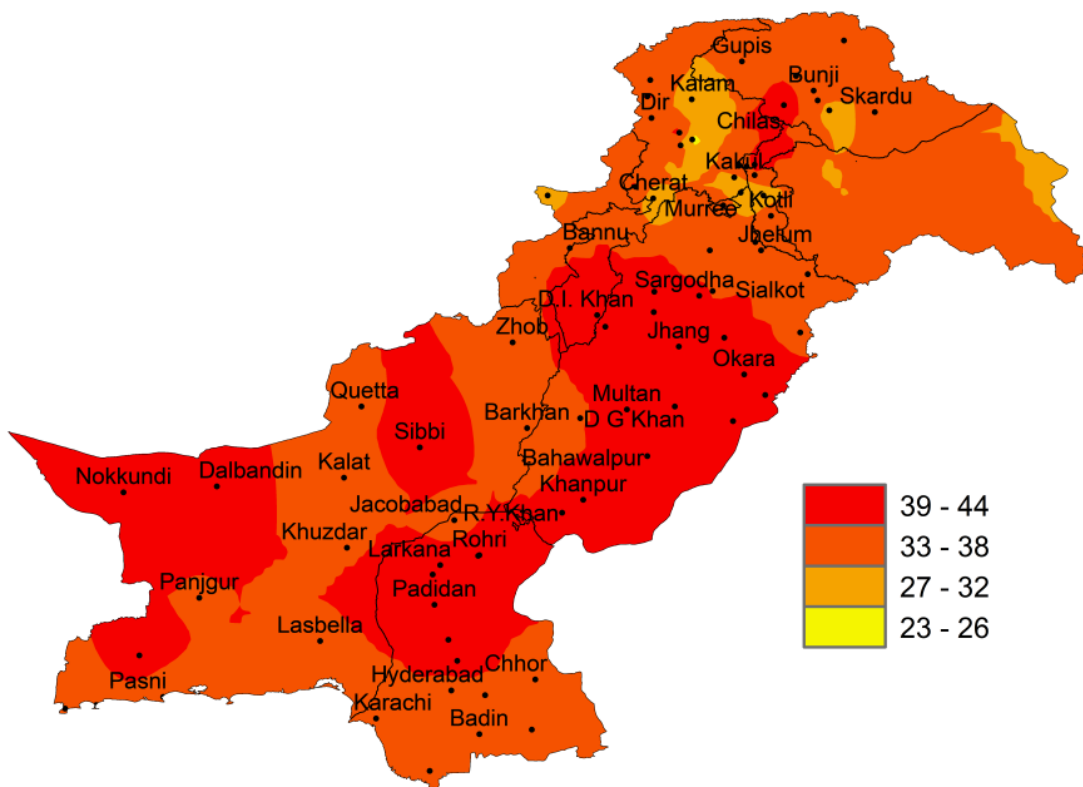 Gupis
Bunji
Kalam
Skardu
Dir
Chilas
Kakul
Cherat
Kotli
Murree
Jhelum
Bannu
Sargodha
Sialkot
D.I. Khan
Zhob
Jhang
Okara
Quetta
Multan
Barkhan
D G Khan
Sibbi
Bahawalpur
Kalat
Nokkundi
Dalbandin
Khanpur
Jacobabad
R.Y.Khan
Khuzdar
Rohri
Larkana
Panjgur
Padidan
Lasbella
Chhor
Hyderabad
Pasni
Karachi
Badin
39 - 44
33 - 38
27 - 32
23 - 26